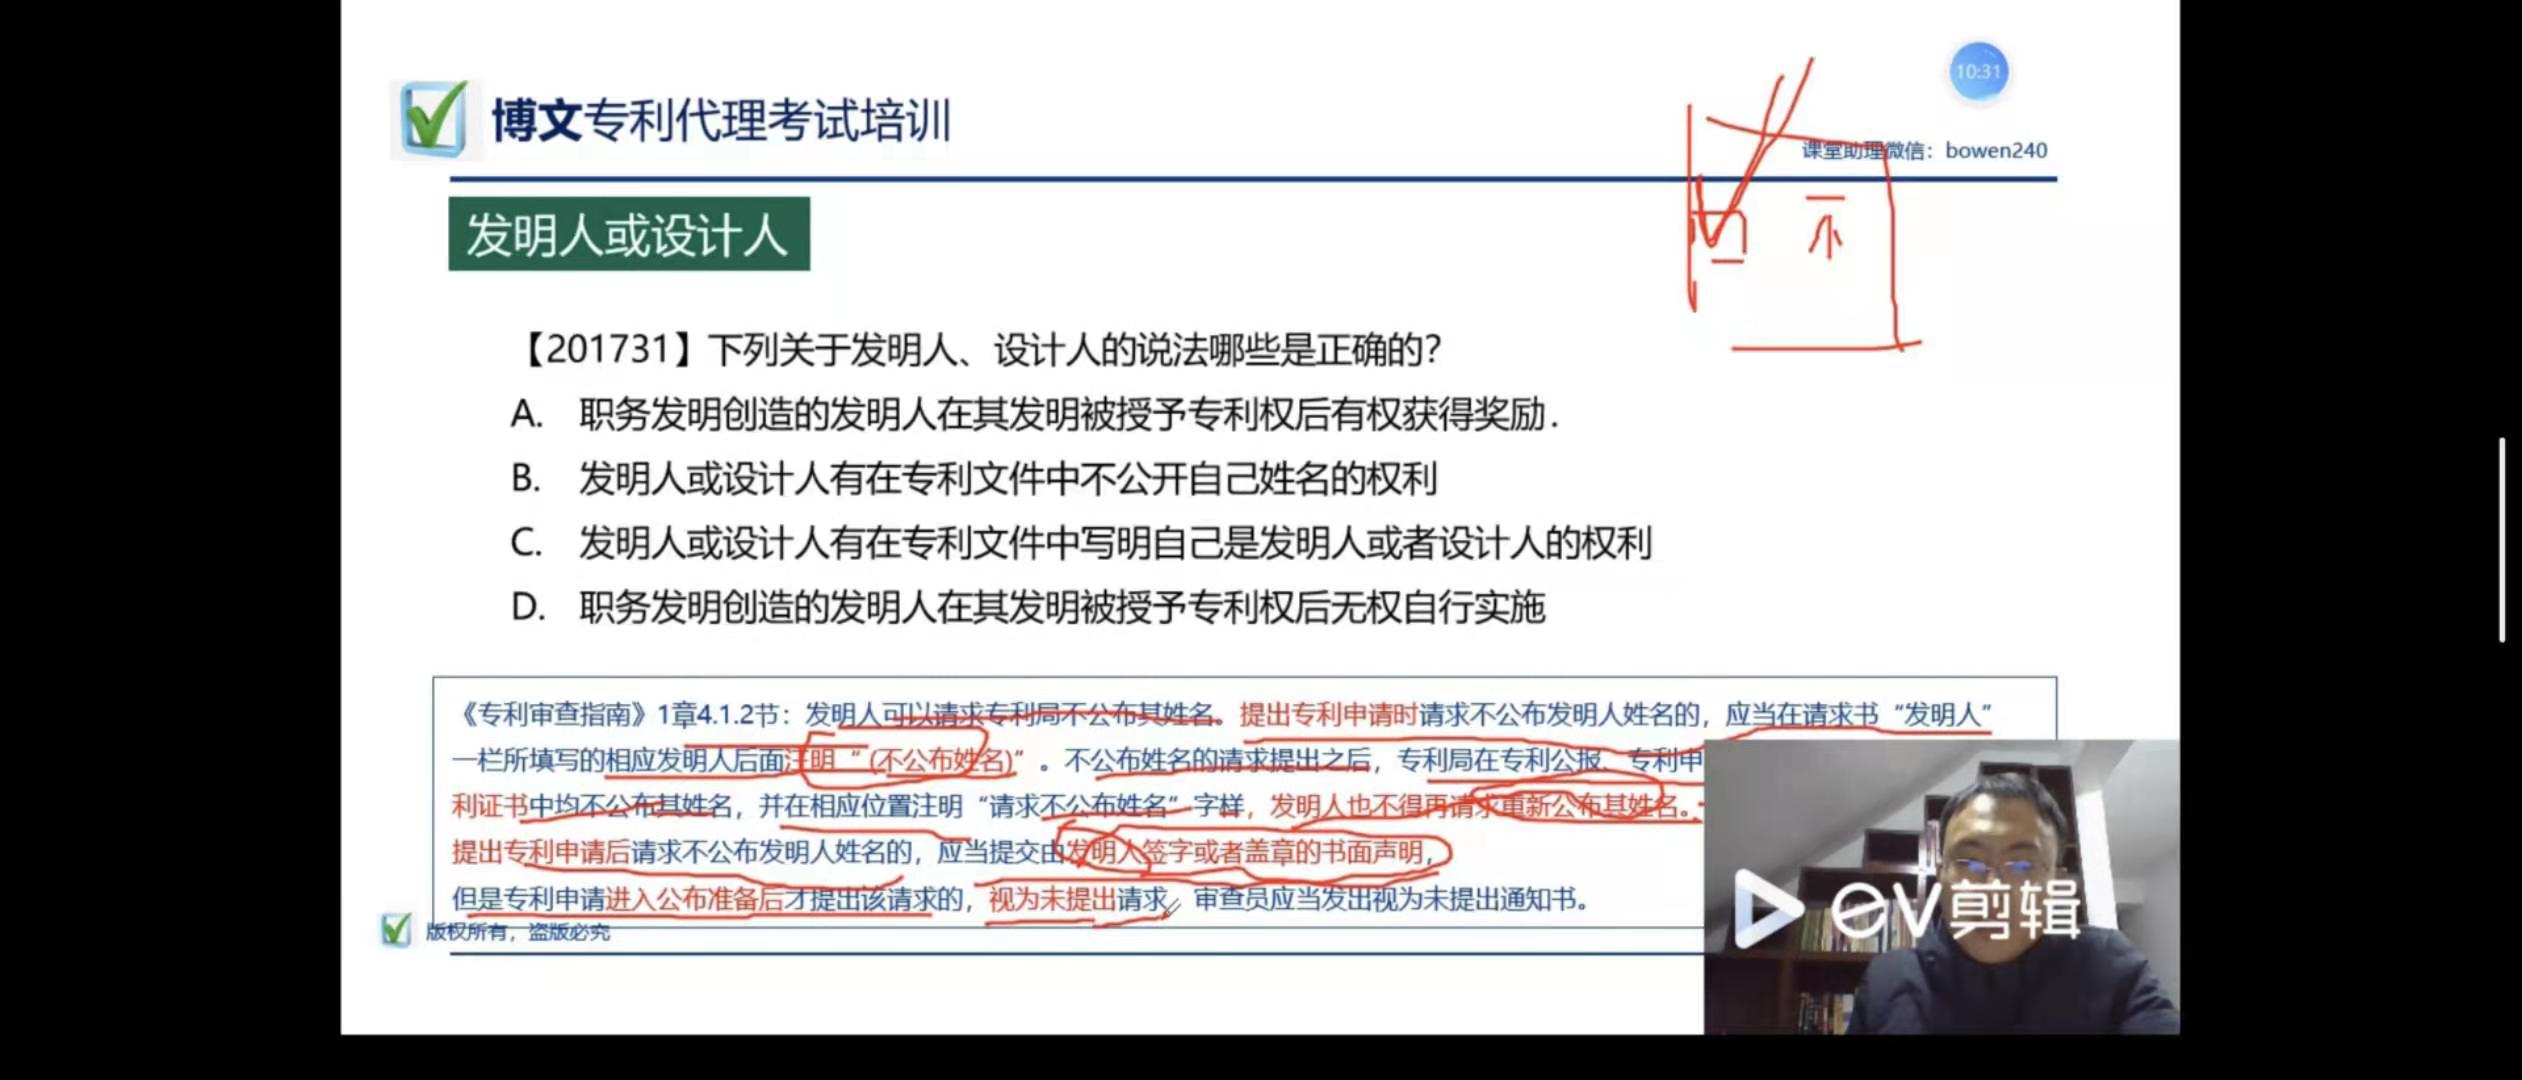 10:31
博文专利代理考试培训
课堂助理微信：bowen240
发明人或设计人
不
【201731】下列关于发明人、设计人的说法哪些是正确的？
A. 职务发明创造的发明人在其发明被授予专利权后有权获得奖励.
B. 发明人或设计人有在专利文件中不公开自己姓名的权利
C. 发明人或设计人有在专利文件中写明自己是发明人或者设计人的权利
D. 职务发明创造的发明人在其发明被授予专利权后无权自行实施
《专利审查指南》1章4.1.2节：发明人可以请求专利局不公布其姓名。提出专利申请时请求不公布发明人姓名的，应当在请求书“发明人”
一栏所填写的相应发明人后面注明“(不公布姓名)”。不公布姓名的请求提出之后，专利局在专利公报、专利申
利证书中均不公布其姓名，并在相应位置注明“请求不公布姓名”字样，发明人也不得再请求重新公布其姓名。
提出专利申请后请求不公布发明人姓名的，应当提交由发明人签字或者盖章的书面声明，
但是专利申请进入公布准备后才提出该请求的，视为未提出请求，审查员应当发出视为未提出通知书。
版权所有，盗版必究
EV剪辑